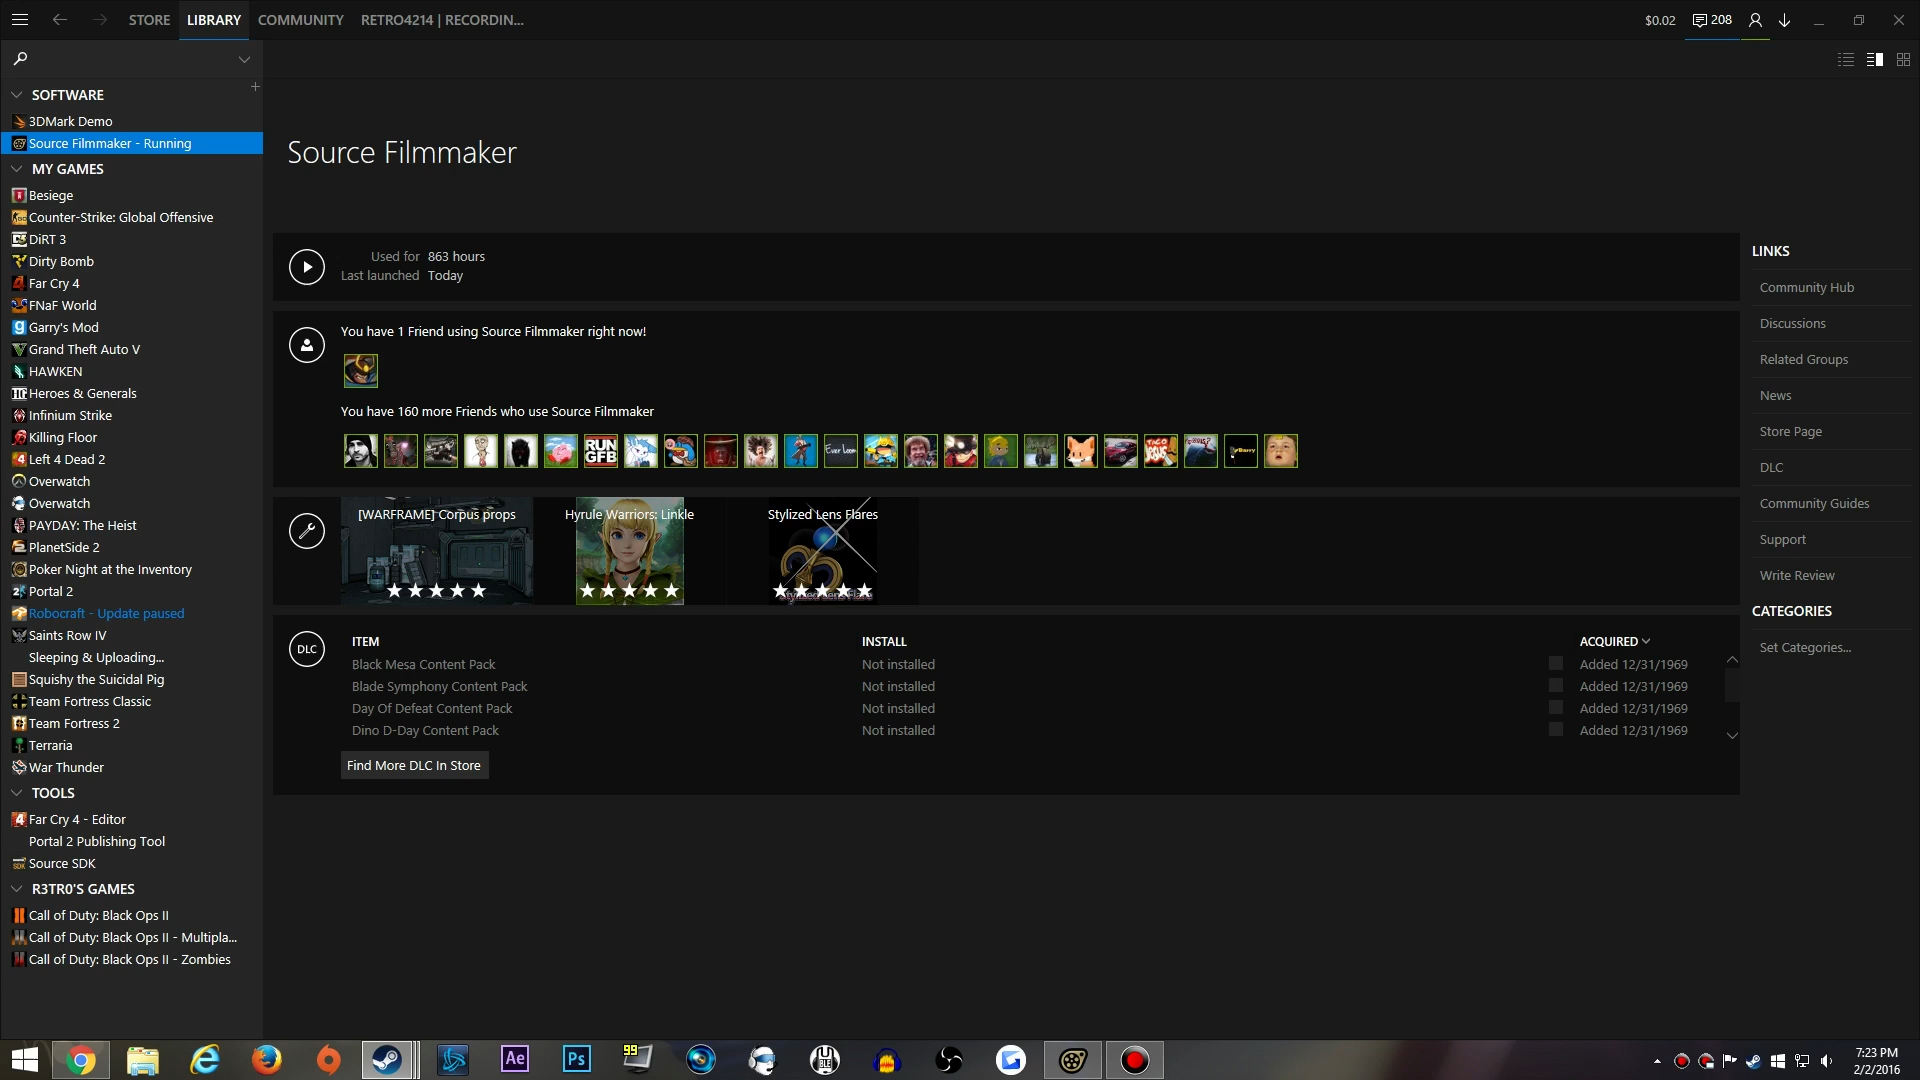 STORE LIBRARY COMMUNITY RETRO4214 | RECORDIN... $0.02 208
SOFTWARE
3DMark Demo
Source Filmmaker - Running
MY GAMES
Besiege
Counter-Strike: Global Offensive
DiRT 3
Dirty Bomb
Far Cry 4
FNaF World
Garry's Mod
Grand Theft Auto V
HAWKEN
Heroes & Generals
Infinium Strike
Killing Floor
Left 4 Dead 2
Overwatch
Overwatch
PAYDAY: The Heist
PlanetSide 2
Poker Night at the Inventory
Portal 2
Robocraft - Update paused
Saints Row IV
Sleeping & Uploading...
Squishy the Suicidal Pig
Team Fortress Classic
Team Fortress 2
Terraria
War Thunder
TOOLS
Far Cry 4 - Editor
Portal 2 Publishing Tool
Source SDK
R3TR0'S GAMES
Call of Duty: Black Ops II
Call of Duty: Black Ops II - Multipla...
Call of Duty: Black Ops II - Zombies
Source Filmmaker
Used for 863 hours
Last launched Today
You have 1 Friend using Source Filmmaker right now!
You have 160 more Friends who use Source Filmmaker
RUN
GFB
Ever Loom
TACO
[WARFRAME] Corpus props
Hyrule Warriors: Linkle
Stylized Lens Flares
DLC
ITEM INSTALL ACQUIRED
Black Mesa Content Pack Not installed Added 12/31/1969
Blade Symphony Content Pack Not installed Added 12/31/1969
Day Of Defeat Content Pack Not installed Added 12/31/1969
Dino D-Day Content Pack Not installed Added 12/31/1969
Find More DLC In Store
LINKS
Community Hub
Discussions
Related Groups
News
Store Page
DLC
Community Guides
Support
Write Review
CATEGORIES
Set Categories...
Ae
Ps
99
7:23 PM
2/2/2016